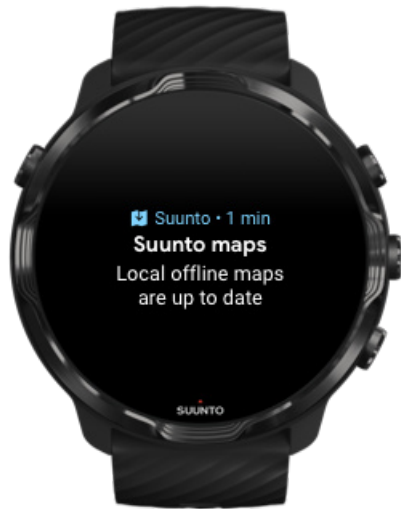 Suunto • 1 min
Suunto maps
Local offline maps
are up to date
SUUNTO